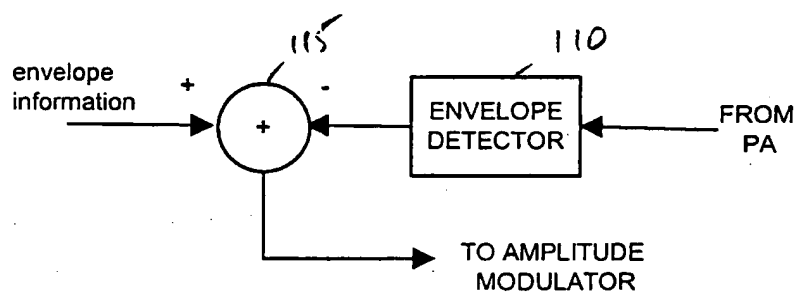 115
110
envelope
information
+
-
+
ENVELOPE
DETECTOR
FROM
PA
TO AMPLITUDE
MODULATOR